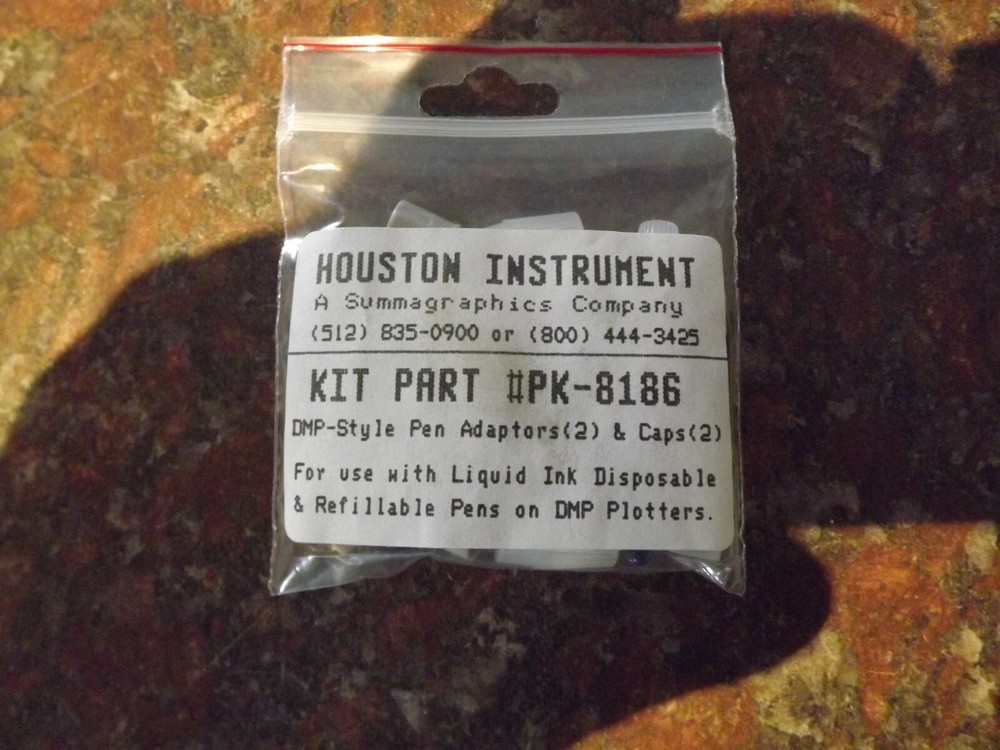 HOUSTON INSTRUMENT
A Summagraphics Company
(512) 835-0900 or (800) 444-3425
KIT PART #PK-8186
DMP-Style Pen Adaptors(2) & Caps(2)
For use with Liquid Ink Disposable
& Refillable Pens on DMP Plotters.